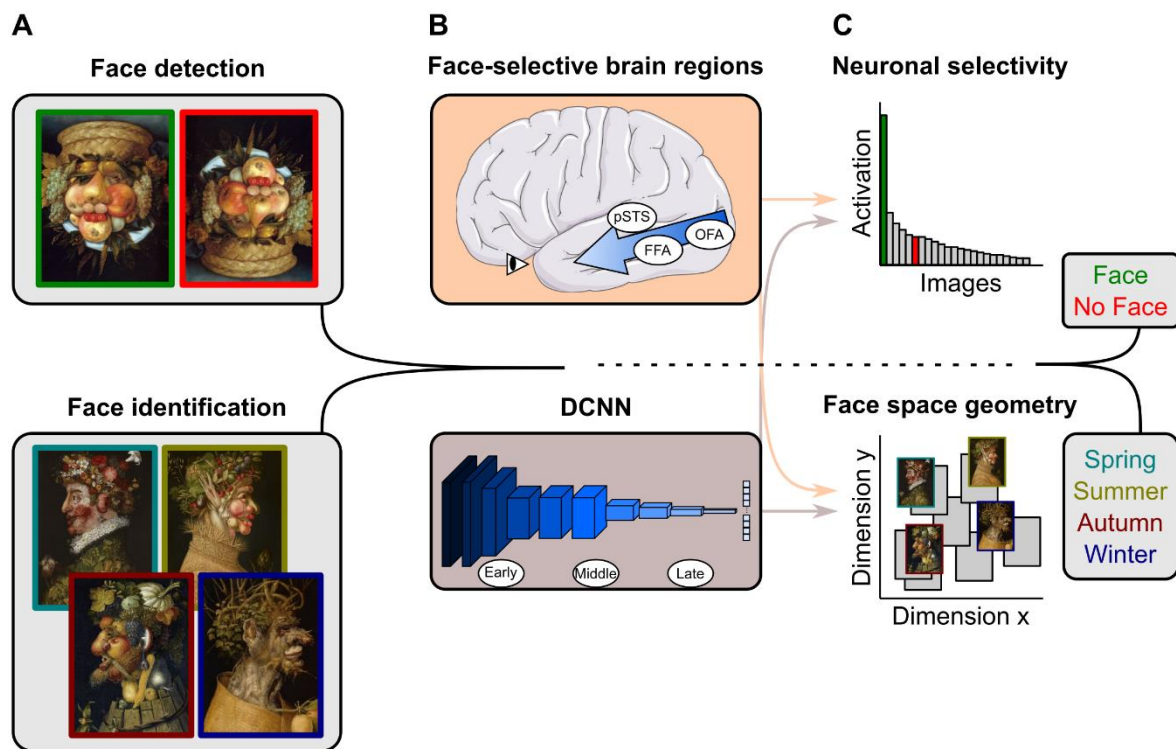 A
B
C
Face detection
Face-selective brain regions
Neuronal selectivity
pSTS
FFA
OFA
Activation
Images
Face
No Face
Face identification
DCNN
Face space geometry
Early
Middle
Late
Dimension y
Dimension x
Spring
Summer
Autumn
Winter